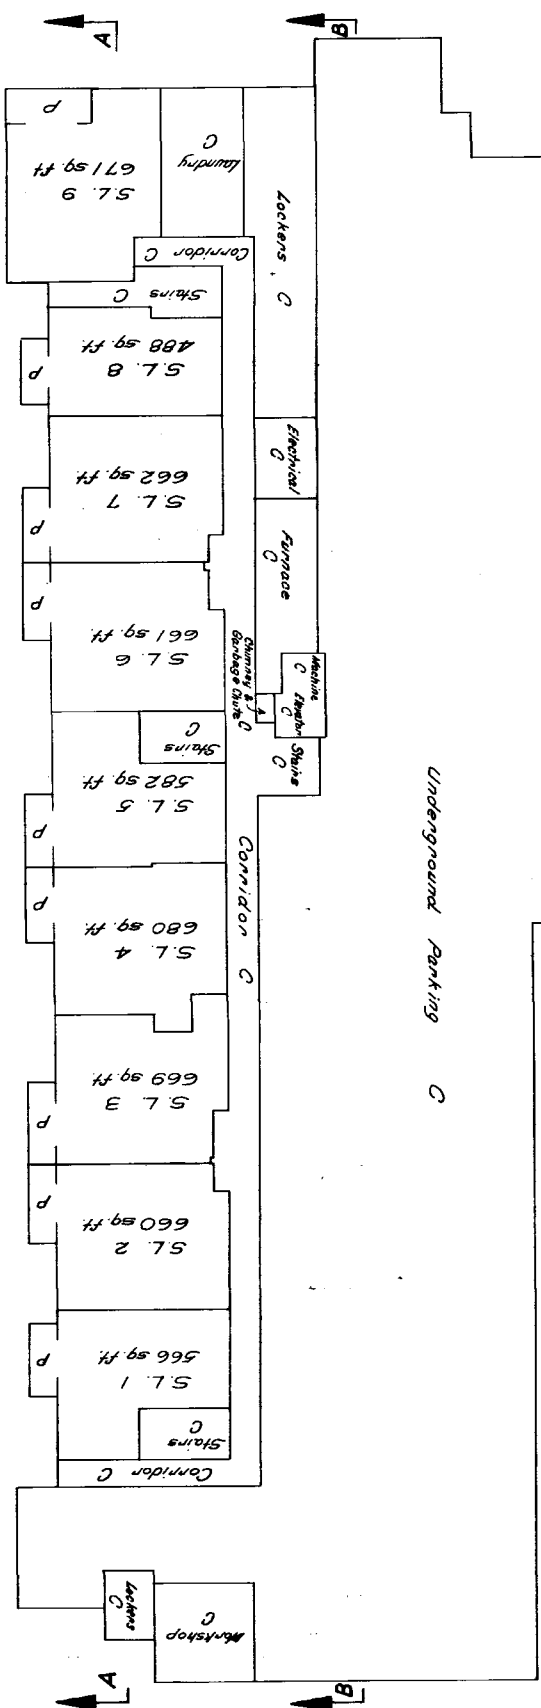 A
B
P
S.L. 9
671 sq. ft.
Laundry
C
Lockers, C
Corridor C
Stairs C
S.L. 8
488 sq. ft.
P
Electrical
C
S.L. 7
662 sq. ft.
P
Furnace
C
P
S.L. 6
661 sq. ft.
Machine
C
Elevator
C
Chimney &
Garbage Chute C
Stairs
C
Stairs
C
S.L. 5
582 sq. ft.
P
Underground Parking C
Corridor C
P
S.L. 4
680 sq. ft.
S.L. 3
669 sq. ft.
P
P
S.L. 2
660 sq. ft.
S.L. 1
566 sq. ft.
P
Stairs
C
Corridor C
Lockers
C
Workshop
C
A
B